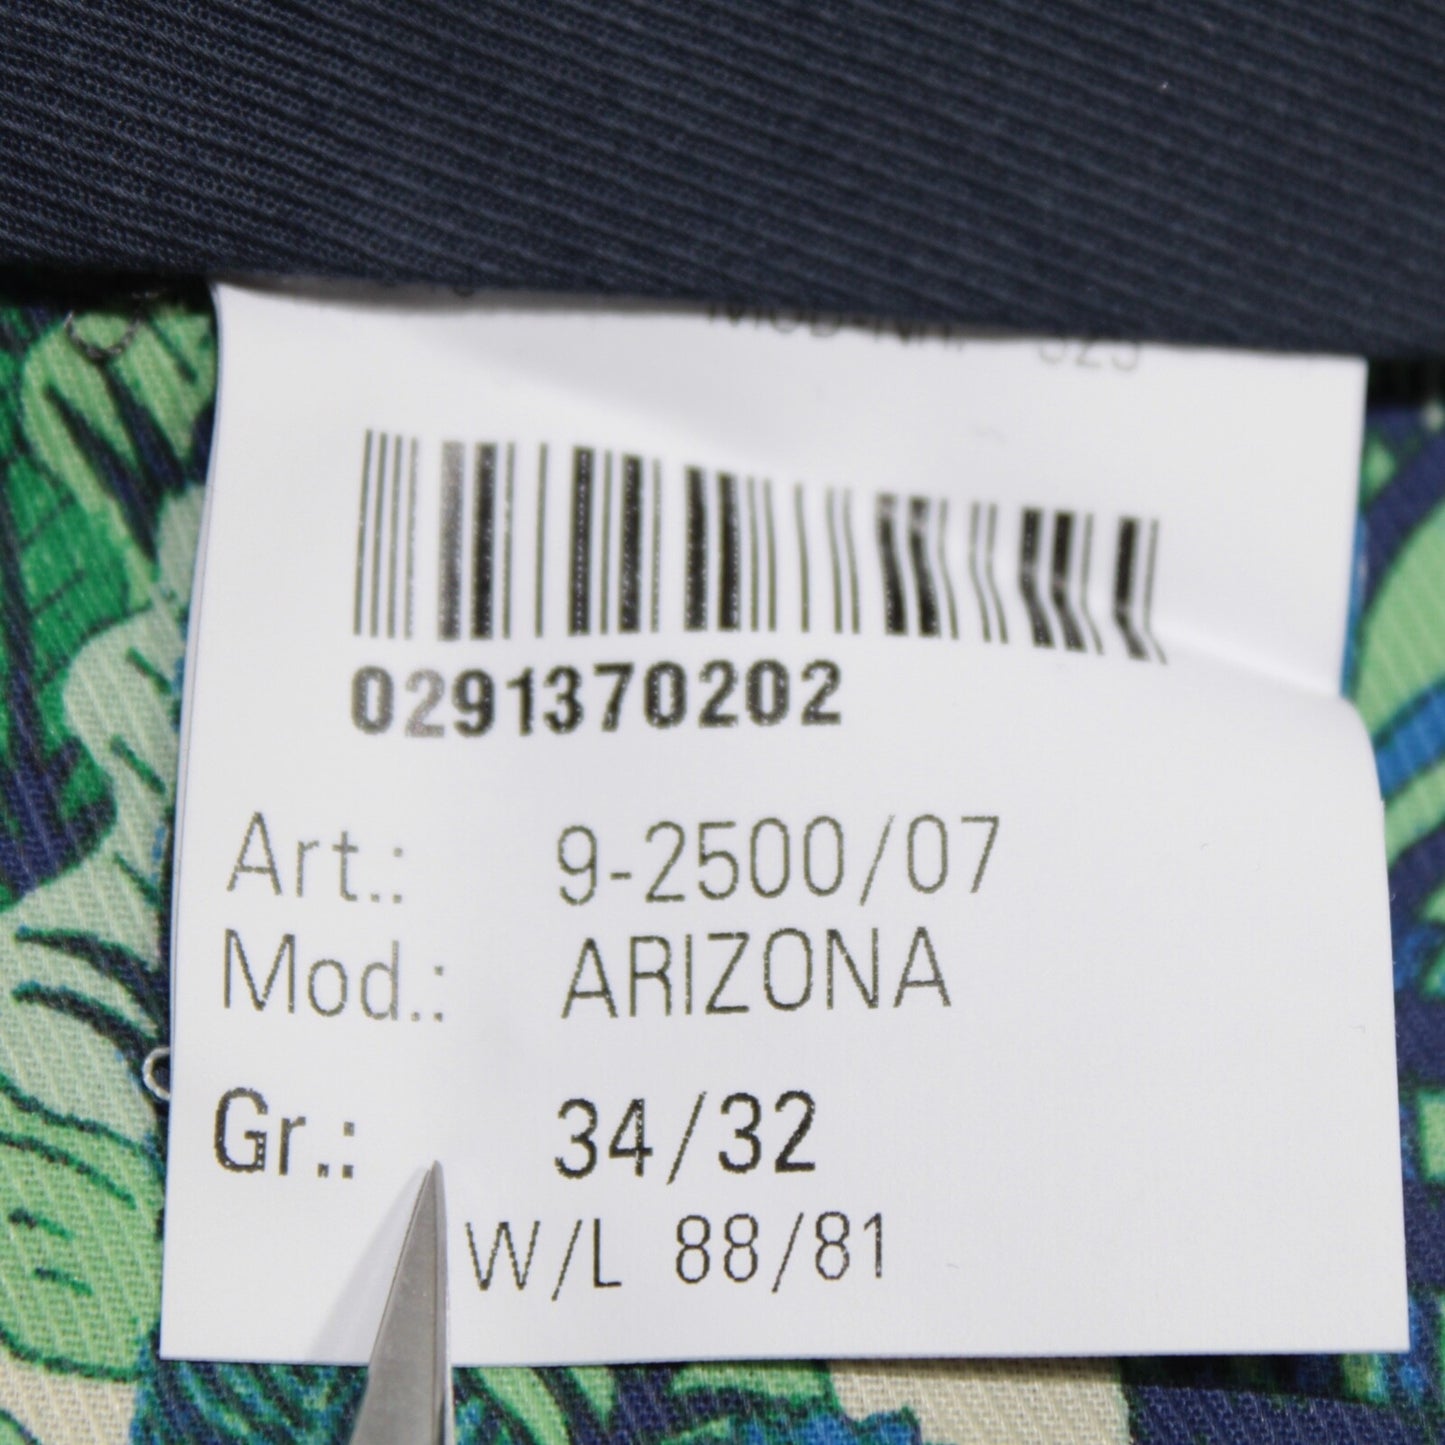 0291370202
Art.: 9-2500/07
Mod.: ARIZONA
Gr.: 34/32
W/L 88/81